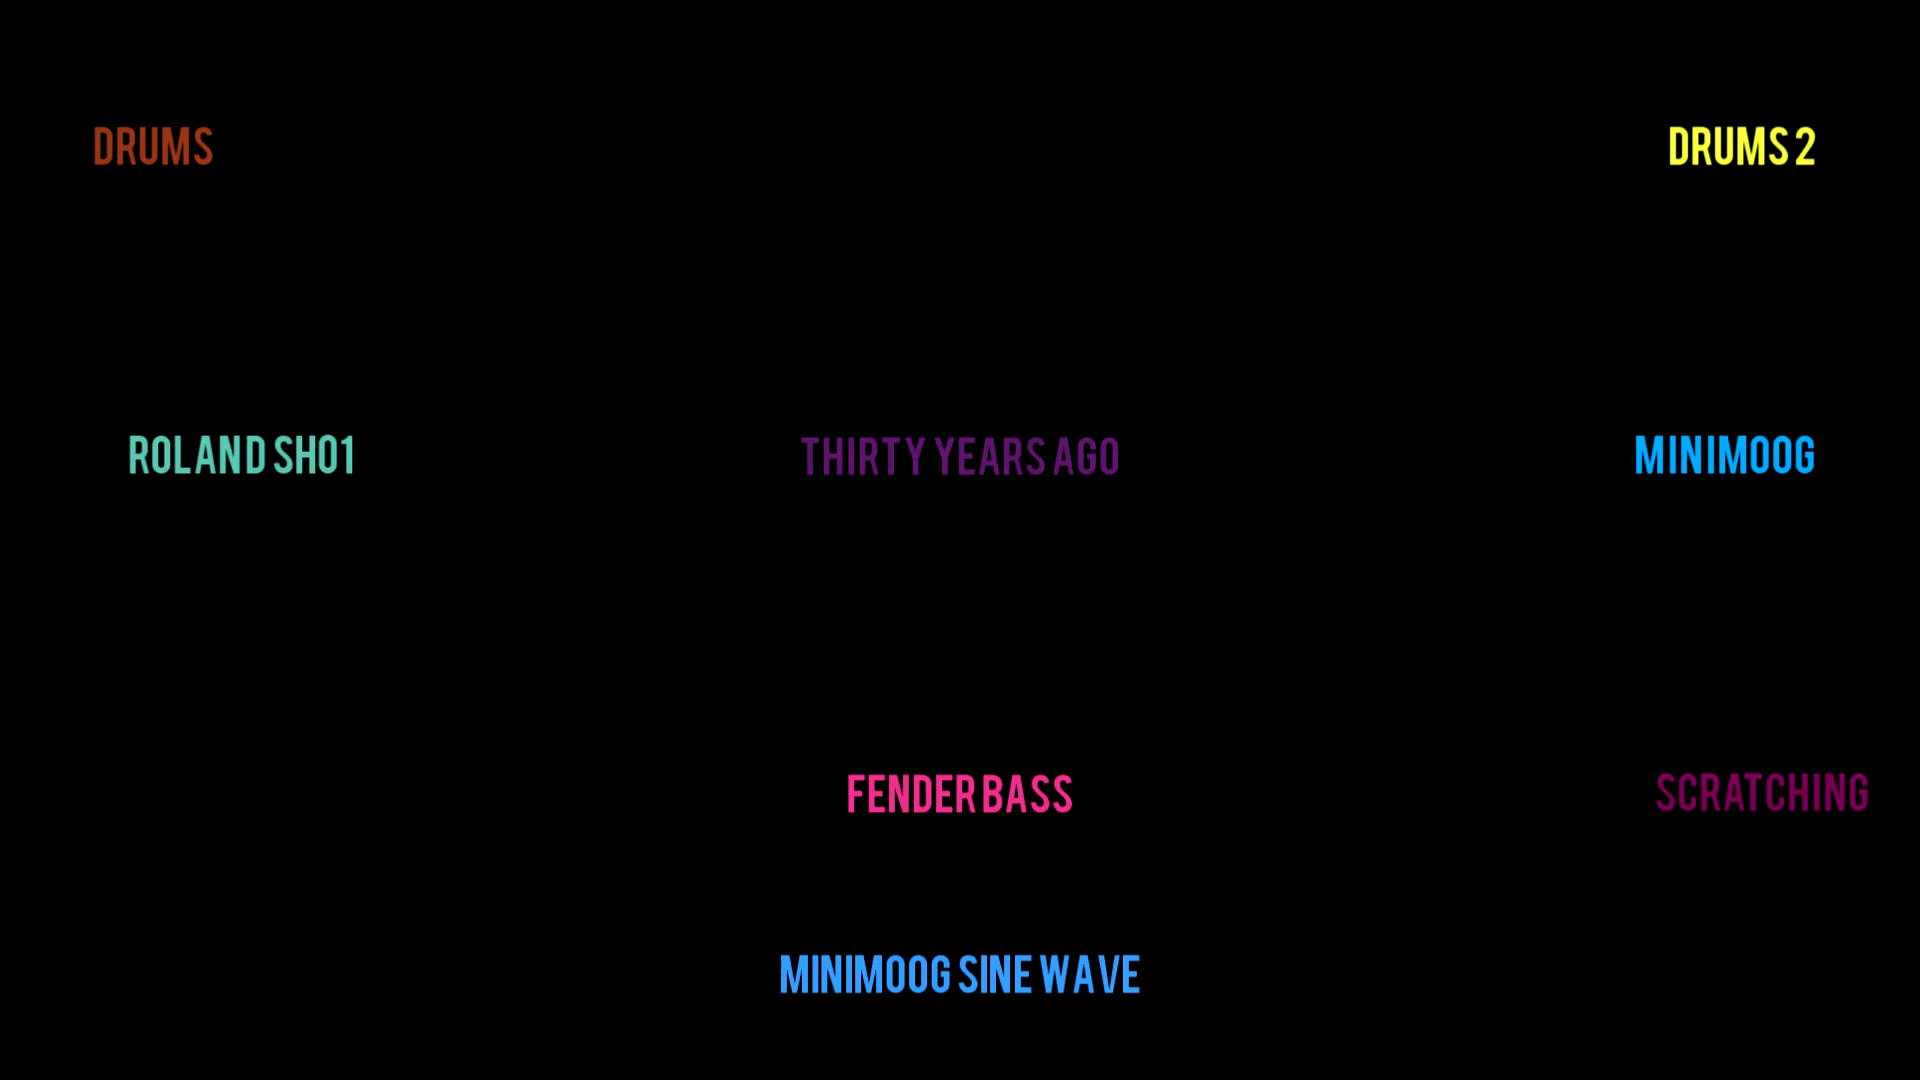 DRUMS
DRUMS 2
ROLAND SH01
THIRTY YEARS AGO
MINIMOOG
FENDER BASS
SCRATCHING
MINIMOOG SINE WAVE